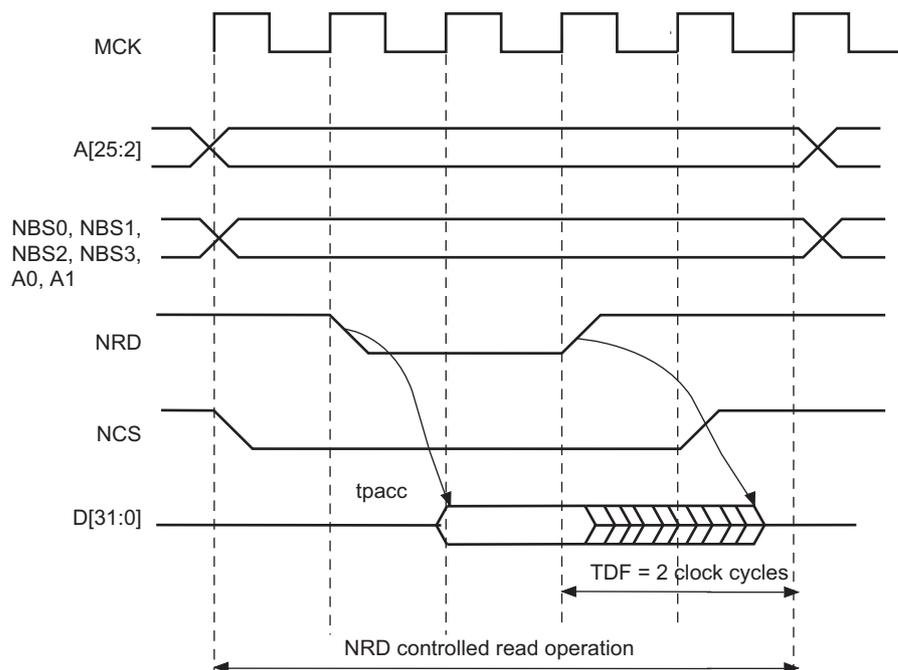 MCK
A[25:2]
NBS0, NBS1,
NBS2, NBS3,
A0, A1
NRD
NCS
tpacc
D[31:0]
TDF = 2 clock cycles
NRD controlled read operation